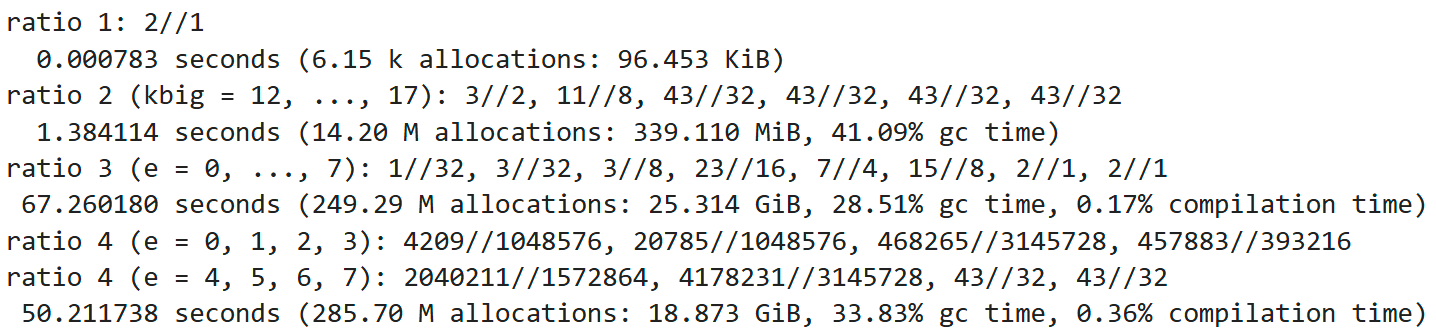 ratio 1: 2//1
  0.000783 seconds (6.15 k allocations: 96.453 KiB)
ratio 2 (kbig = 12, ..., 17): 3//2, 11//8, 43//32, 43//32, 43//32, 43//32
  1.384114 seconds (14.20 M allocations: 339.110 MiB, 41.09% gc time)
ratio 3 (e = 0, ..., 7): 1//32, 3//32, 3//8, 23//16, 7//4, 15//8, 2//1, 2//1
 67.260180 seconds (249.29 M allocations: 25.314 GiB, 28.51% gc time, 0.17% compilation time)
ratio 4 (e = 0, 1, 2, 3): 4209//1048576, 20785//1048576, 468265//3145728, 457883//393216
ratio 4 (e = 4, 5, 6, 7): 2040211//1572864, 4178231//3145728, 43//32, 43//32
 50.211738 seconds (285.70 M allocations: 18.873 GiB, 33.83% gc time, 0.36% compilation time)